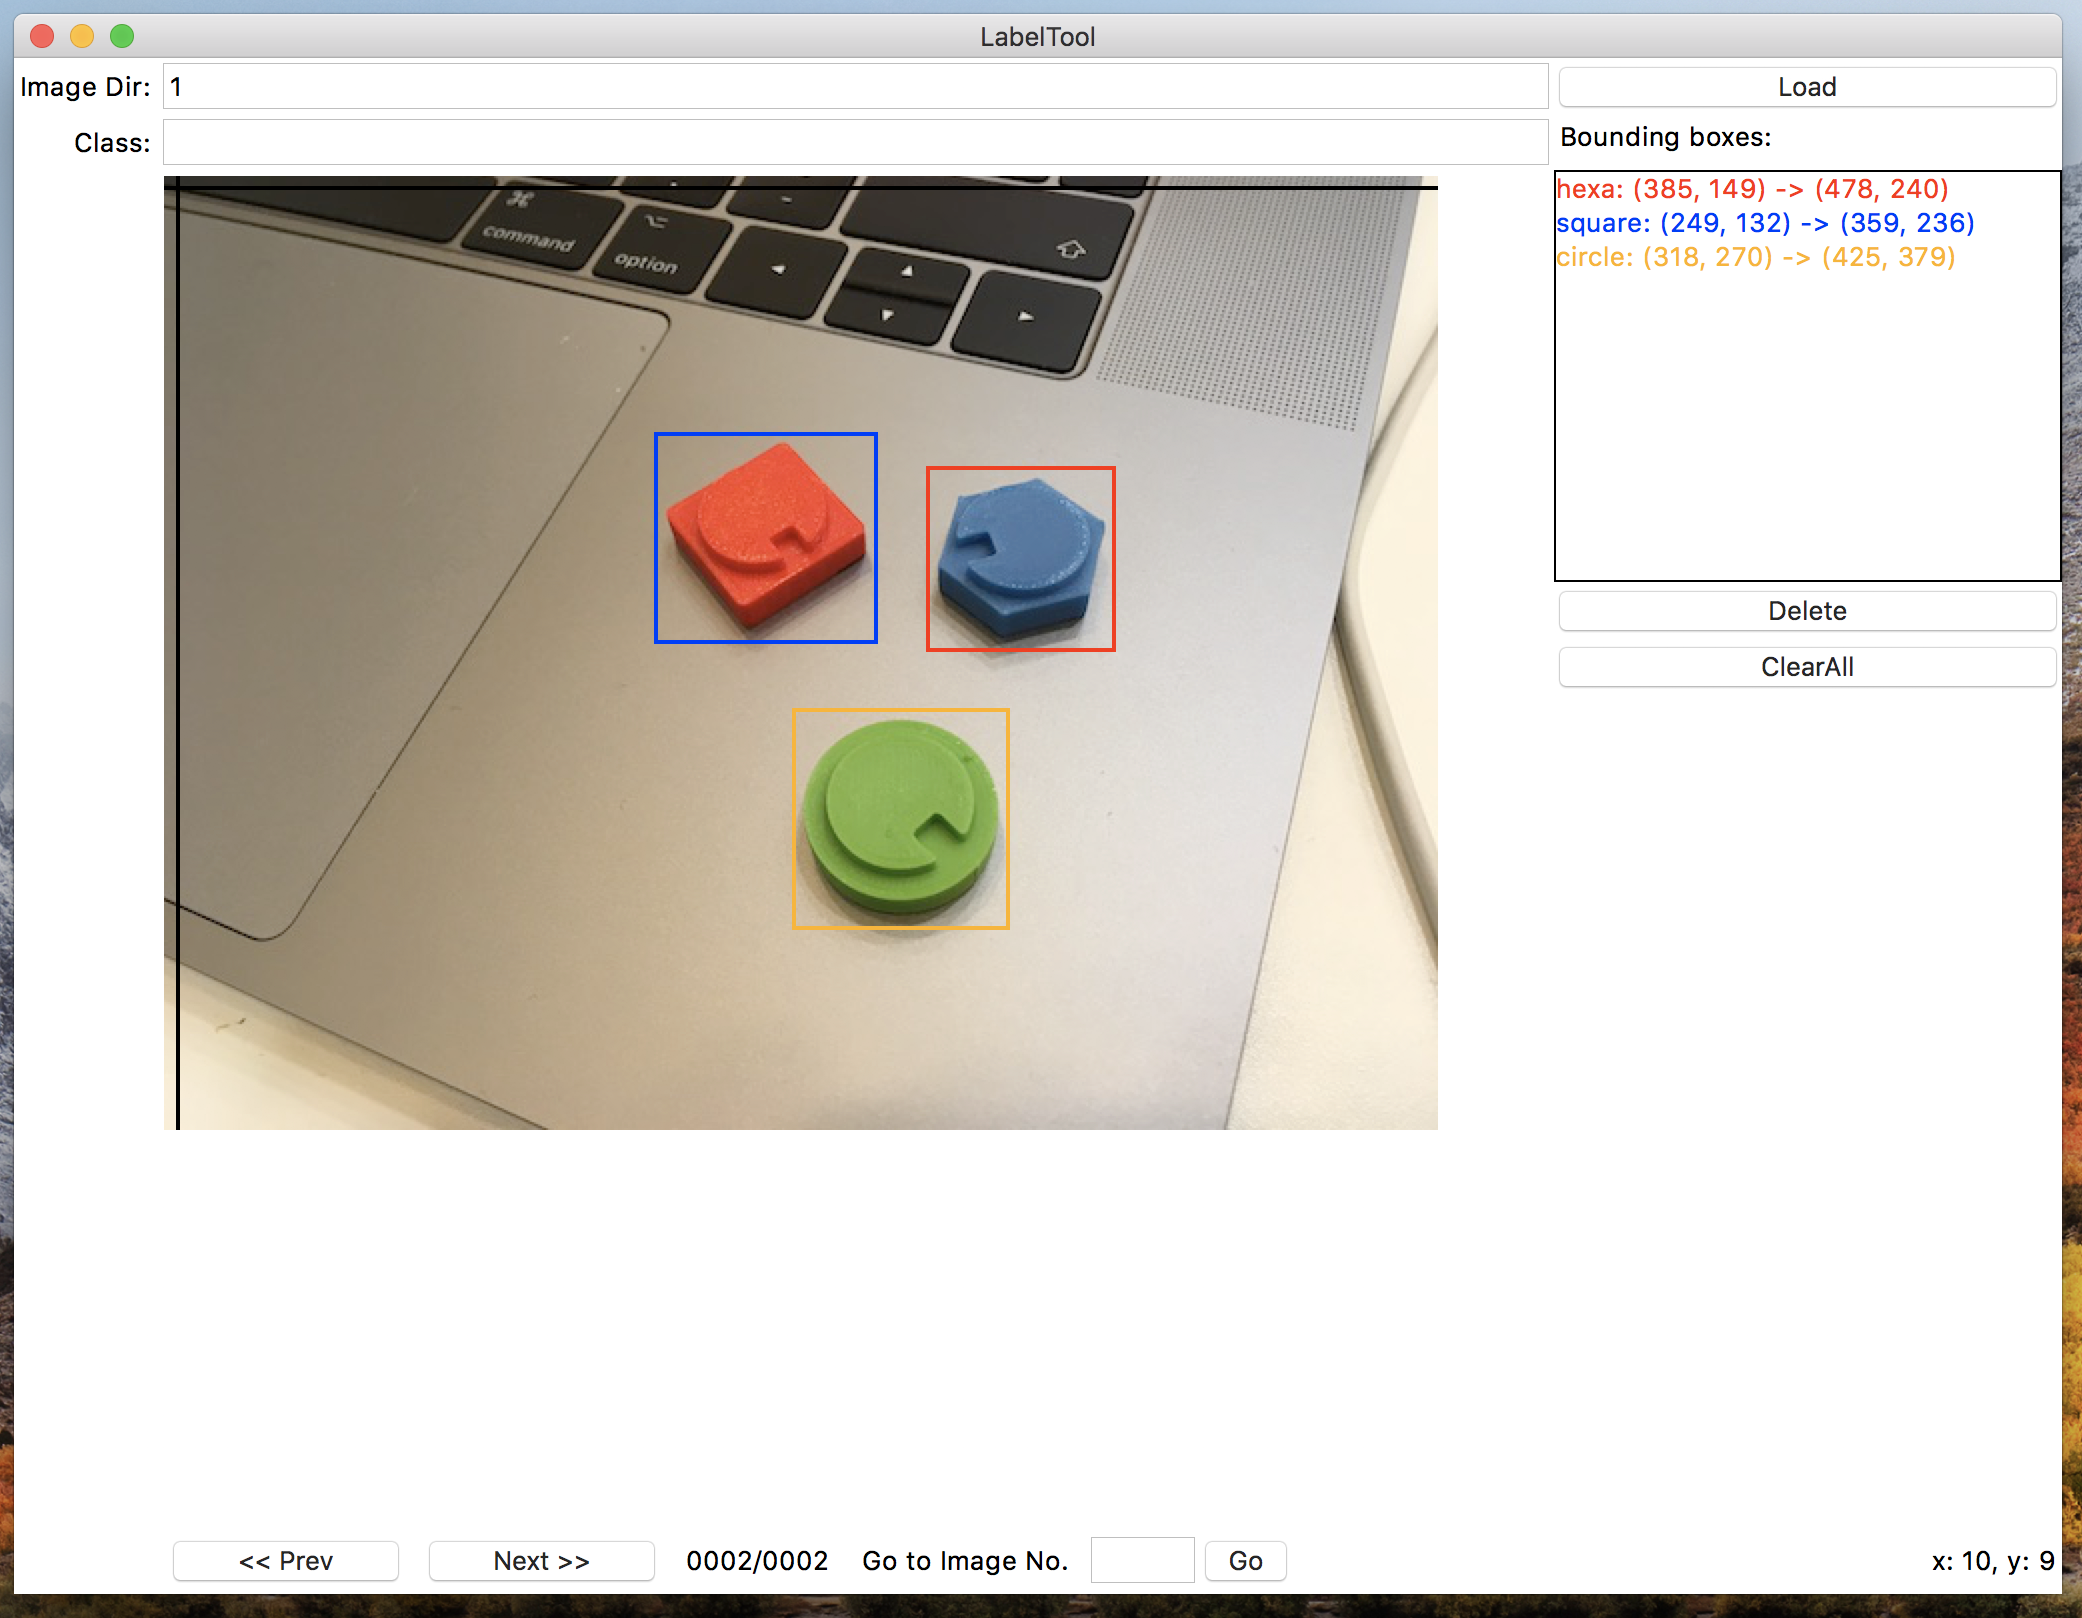 LabelTool
Image Dir: 1 Load
Class:
Bounding boxes:
hexa: (385, 149) -> (478, 240)
square: (249, 132) -> (359, 236)
circle: (318, 270) -> (425, 379)
⌘
command
⌥
option
Delete
ClearAll
<< Prev Next >> 0002/0002 Go to Image No. Go x: 10, y: 9